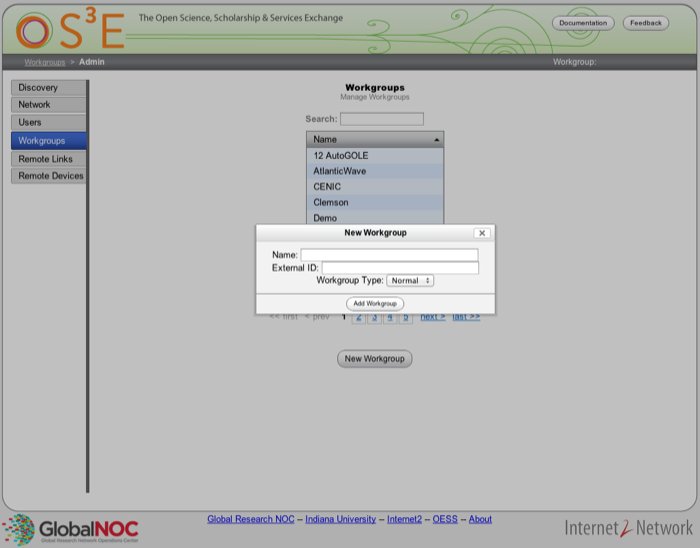 OS³E The Open Science, Scholarship & Services Exchange
Documentation Feedback
Workgroups > Admin Workgroup:
Discovery
Network
Users
Workgroups
Remote Links
Remote Devices
Workgroups
Manage Workgroups
Search:
Name
12 AutoGOLE
AtlanticWave
CENIC
Clemson
Demo
New Workgroup x
Name:
External ID:
Workgroup Type: Normal
Add Workgroup
<< first < prev 1 2 3 4 5 next > last >>
New Workgroup
GlobalNOC
Global Research Network Operations Center
Global Research NOC – Indiana University – Internet2 – OESS – About
Internet2 Network